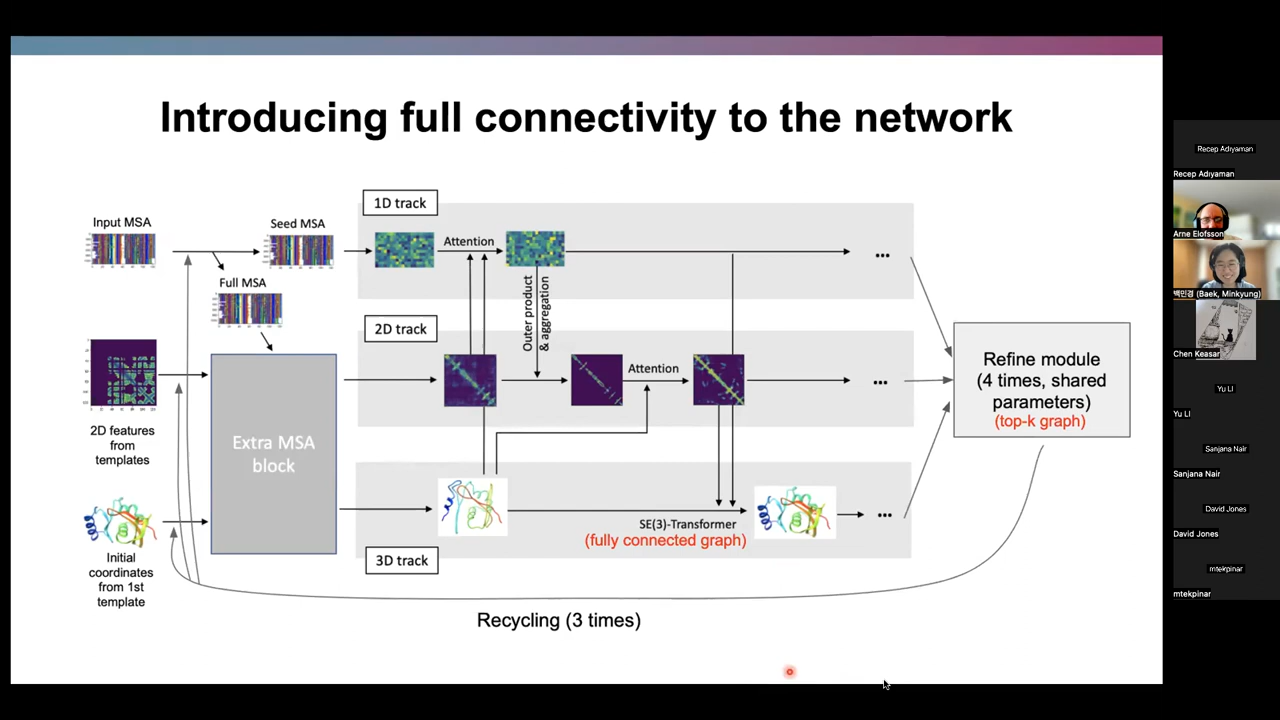 Introducing full connectivity to the network
1D track
Input MSA
Seed MSA
Attention
Full MSA
Outer product
& aggregation
2D track
Attention
2D features
from
templates
Extra MSA
block
Refine module
(4 times, shared
parameters)
(top-k graph)
SE(3)-Transformer
(fully connected graph)
3D track
Initial
coordinates
from 1st
template
Recycling (3 times)
Recep Adıyaman
Recep Adıyaman
Arne Elofsson
백민경 (Baek, Minkyung)
Chen Keasar
Yu LI
Yu LI
Sanjana Nair
Sanjana Nair
David Jones
David Jones
mtekpinar
mtekpinar